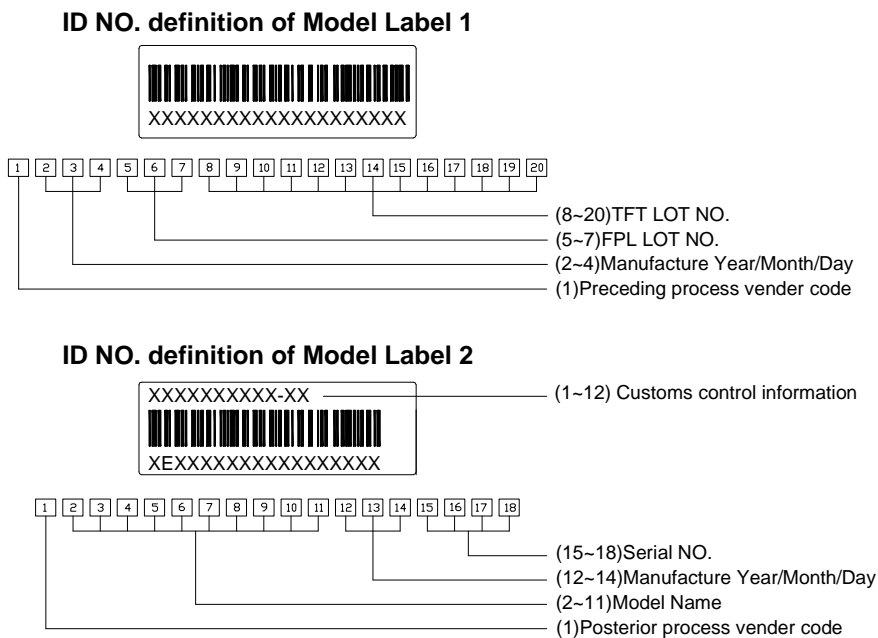 ID NO. definition of Model Label 1
XXXXXXXXXXXXXXXXXXXX
1 2 3 4 5 6 7 8 9 10 11 12 13 14 15 16 17 18 19 20
(8~20)TFT LOT NO.
(5~7)FPL LOT NO.
(2~4)Manufacture Year/Month/Day
(1)Preceding process vender code
ID NO. definition of Model Label 2
XXXXXXXXXX-XX
(1~12) Customs control information
XEXXXXXXXXXXXXXXXX
1 2 3 4 5 6 7 8 9 10 11 12 13 14 15 16 17 18
(15~18)Serial NO.
(12~14)Manufacture Year/Month/Day
(2~11)Model Name
(1)Posterior process vender code